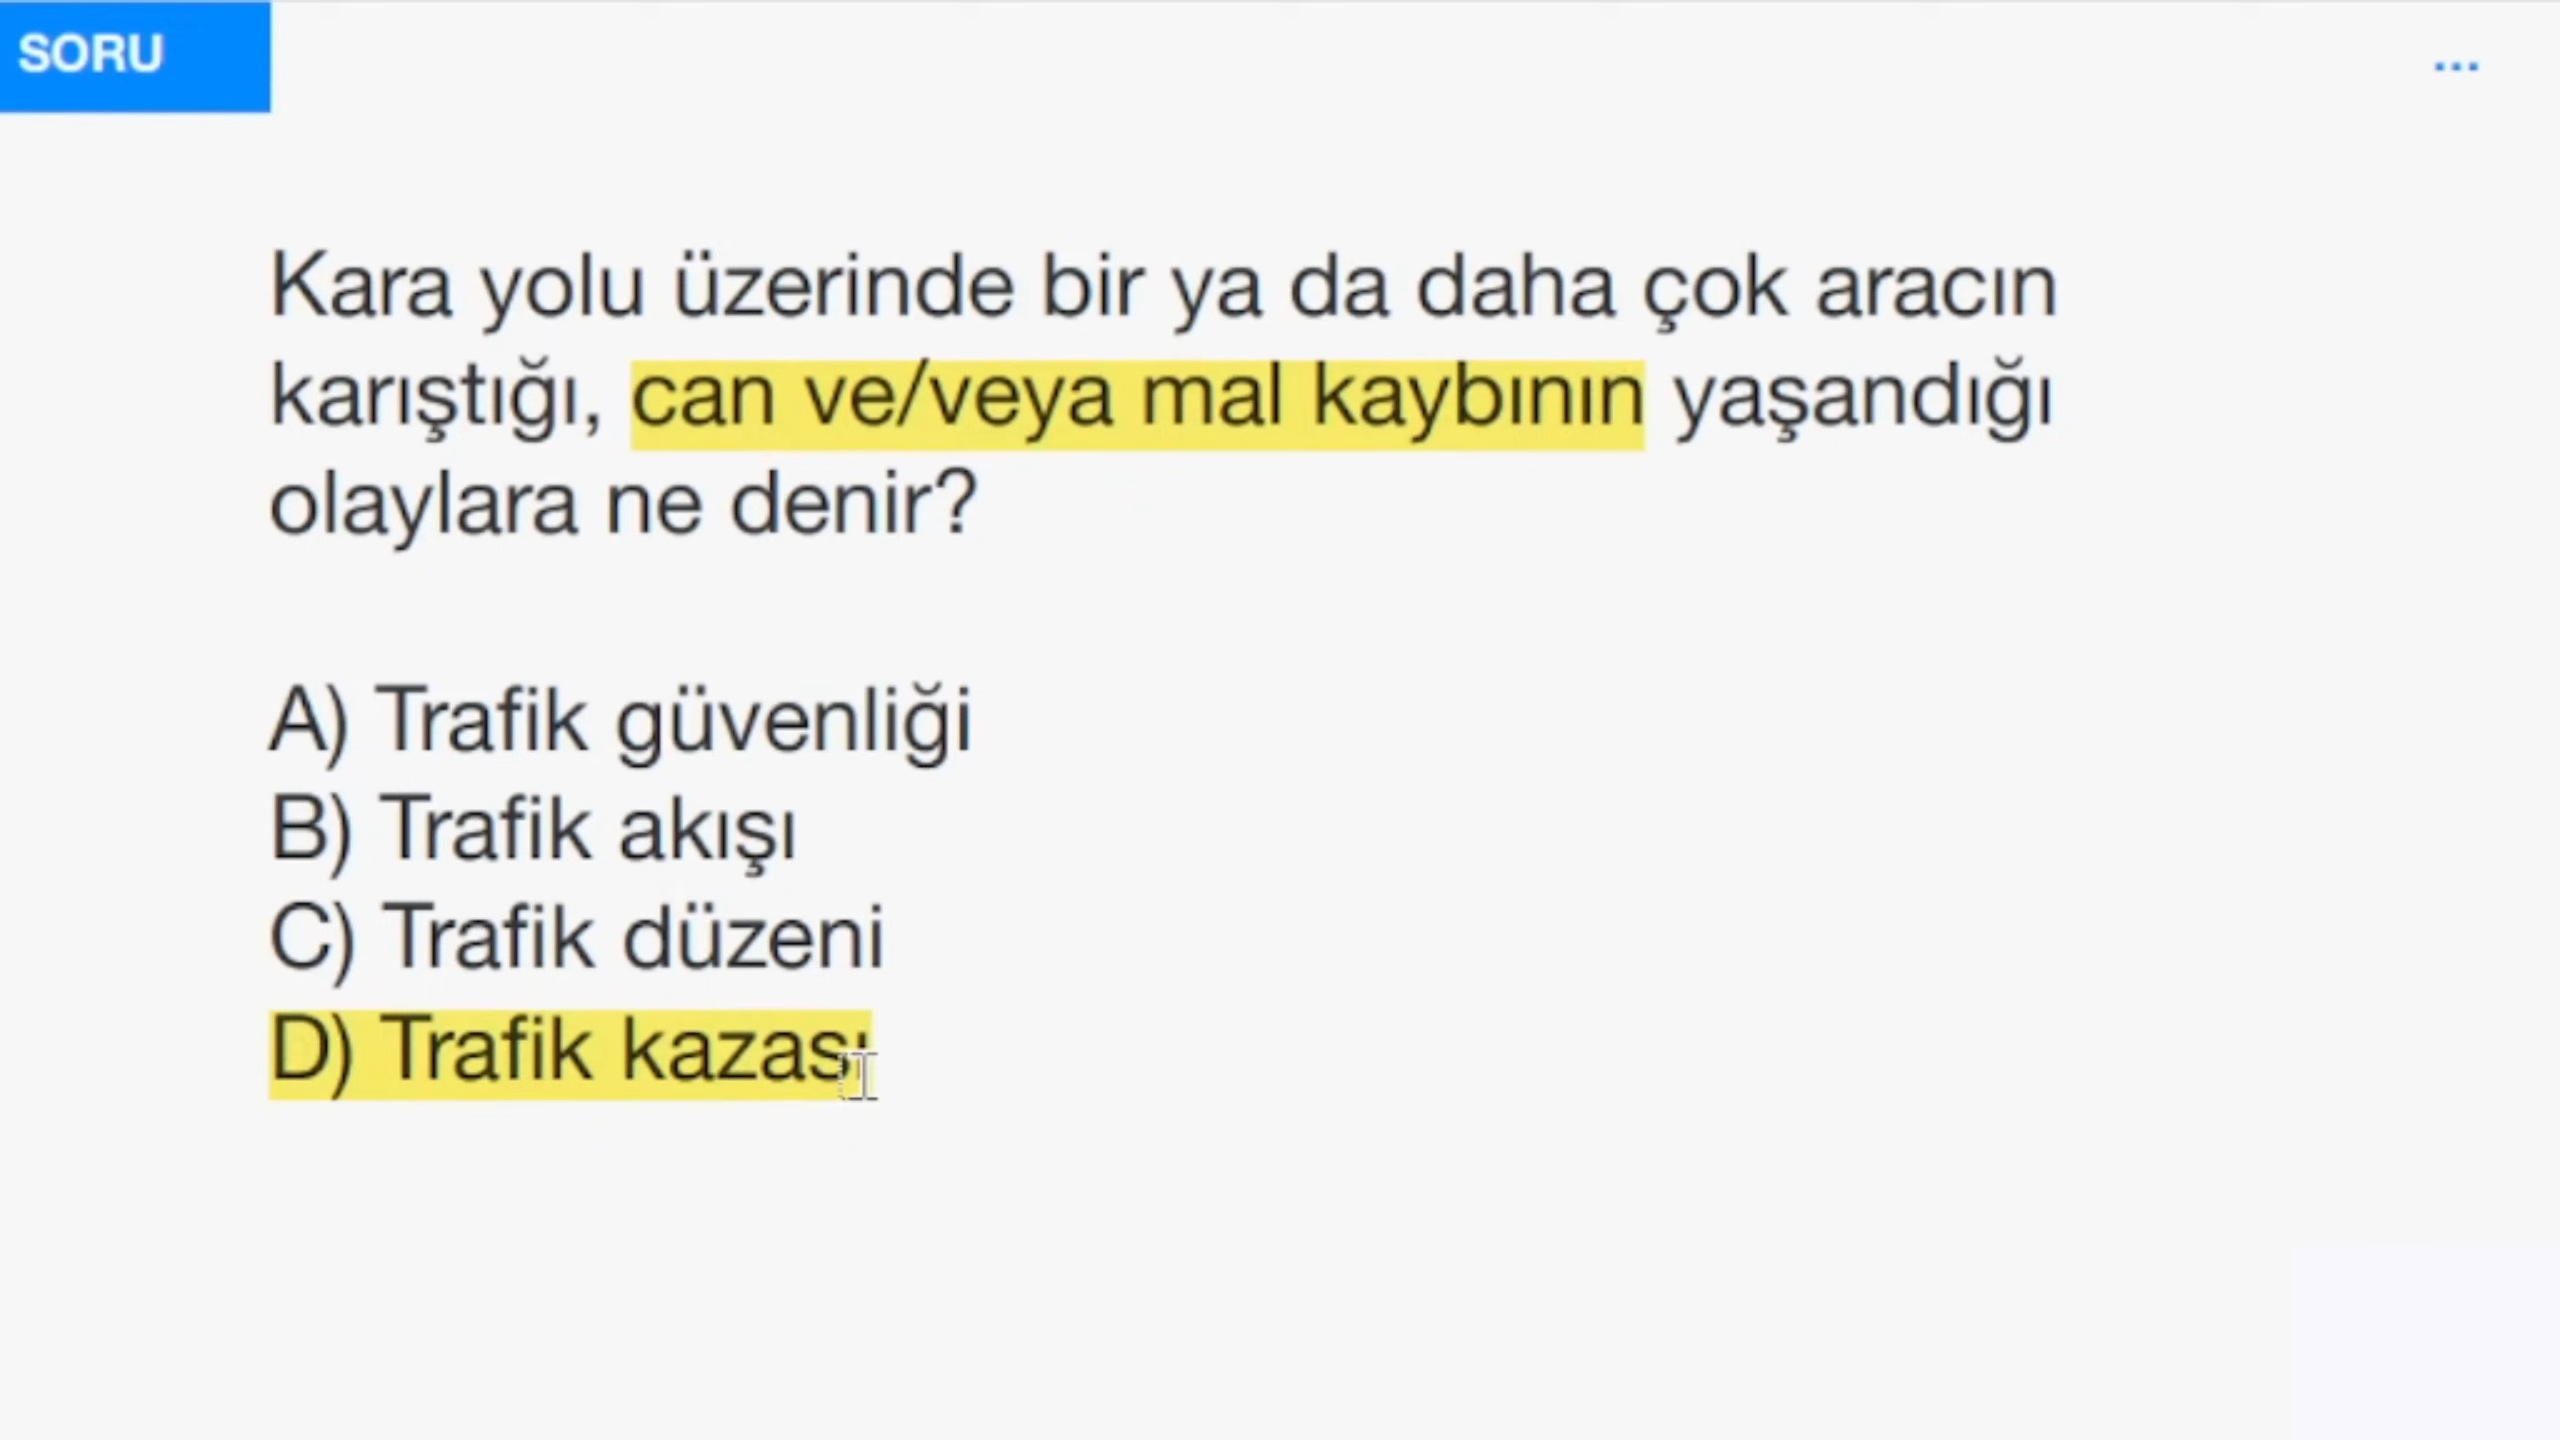 SORU
...
Kara yolu üzerinde bir ya da daha çok aracın
karıştığı, can ve/veya mal kaybının yaşandığı
olaylara ne denir?
A) Trafik güvenliği
B) Trafik akışı
C) Trafik düzeni
D) Trafik kazası